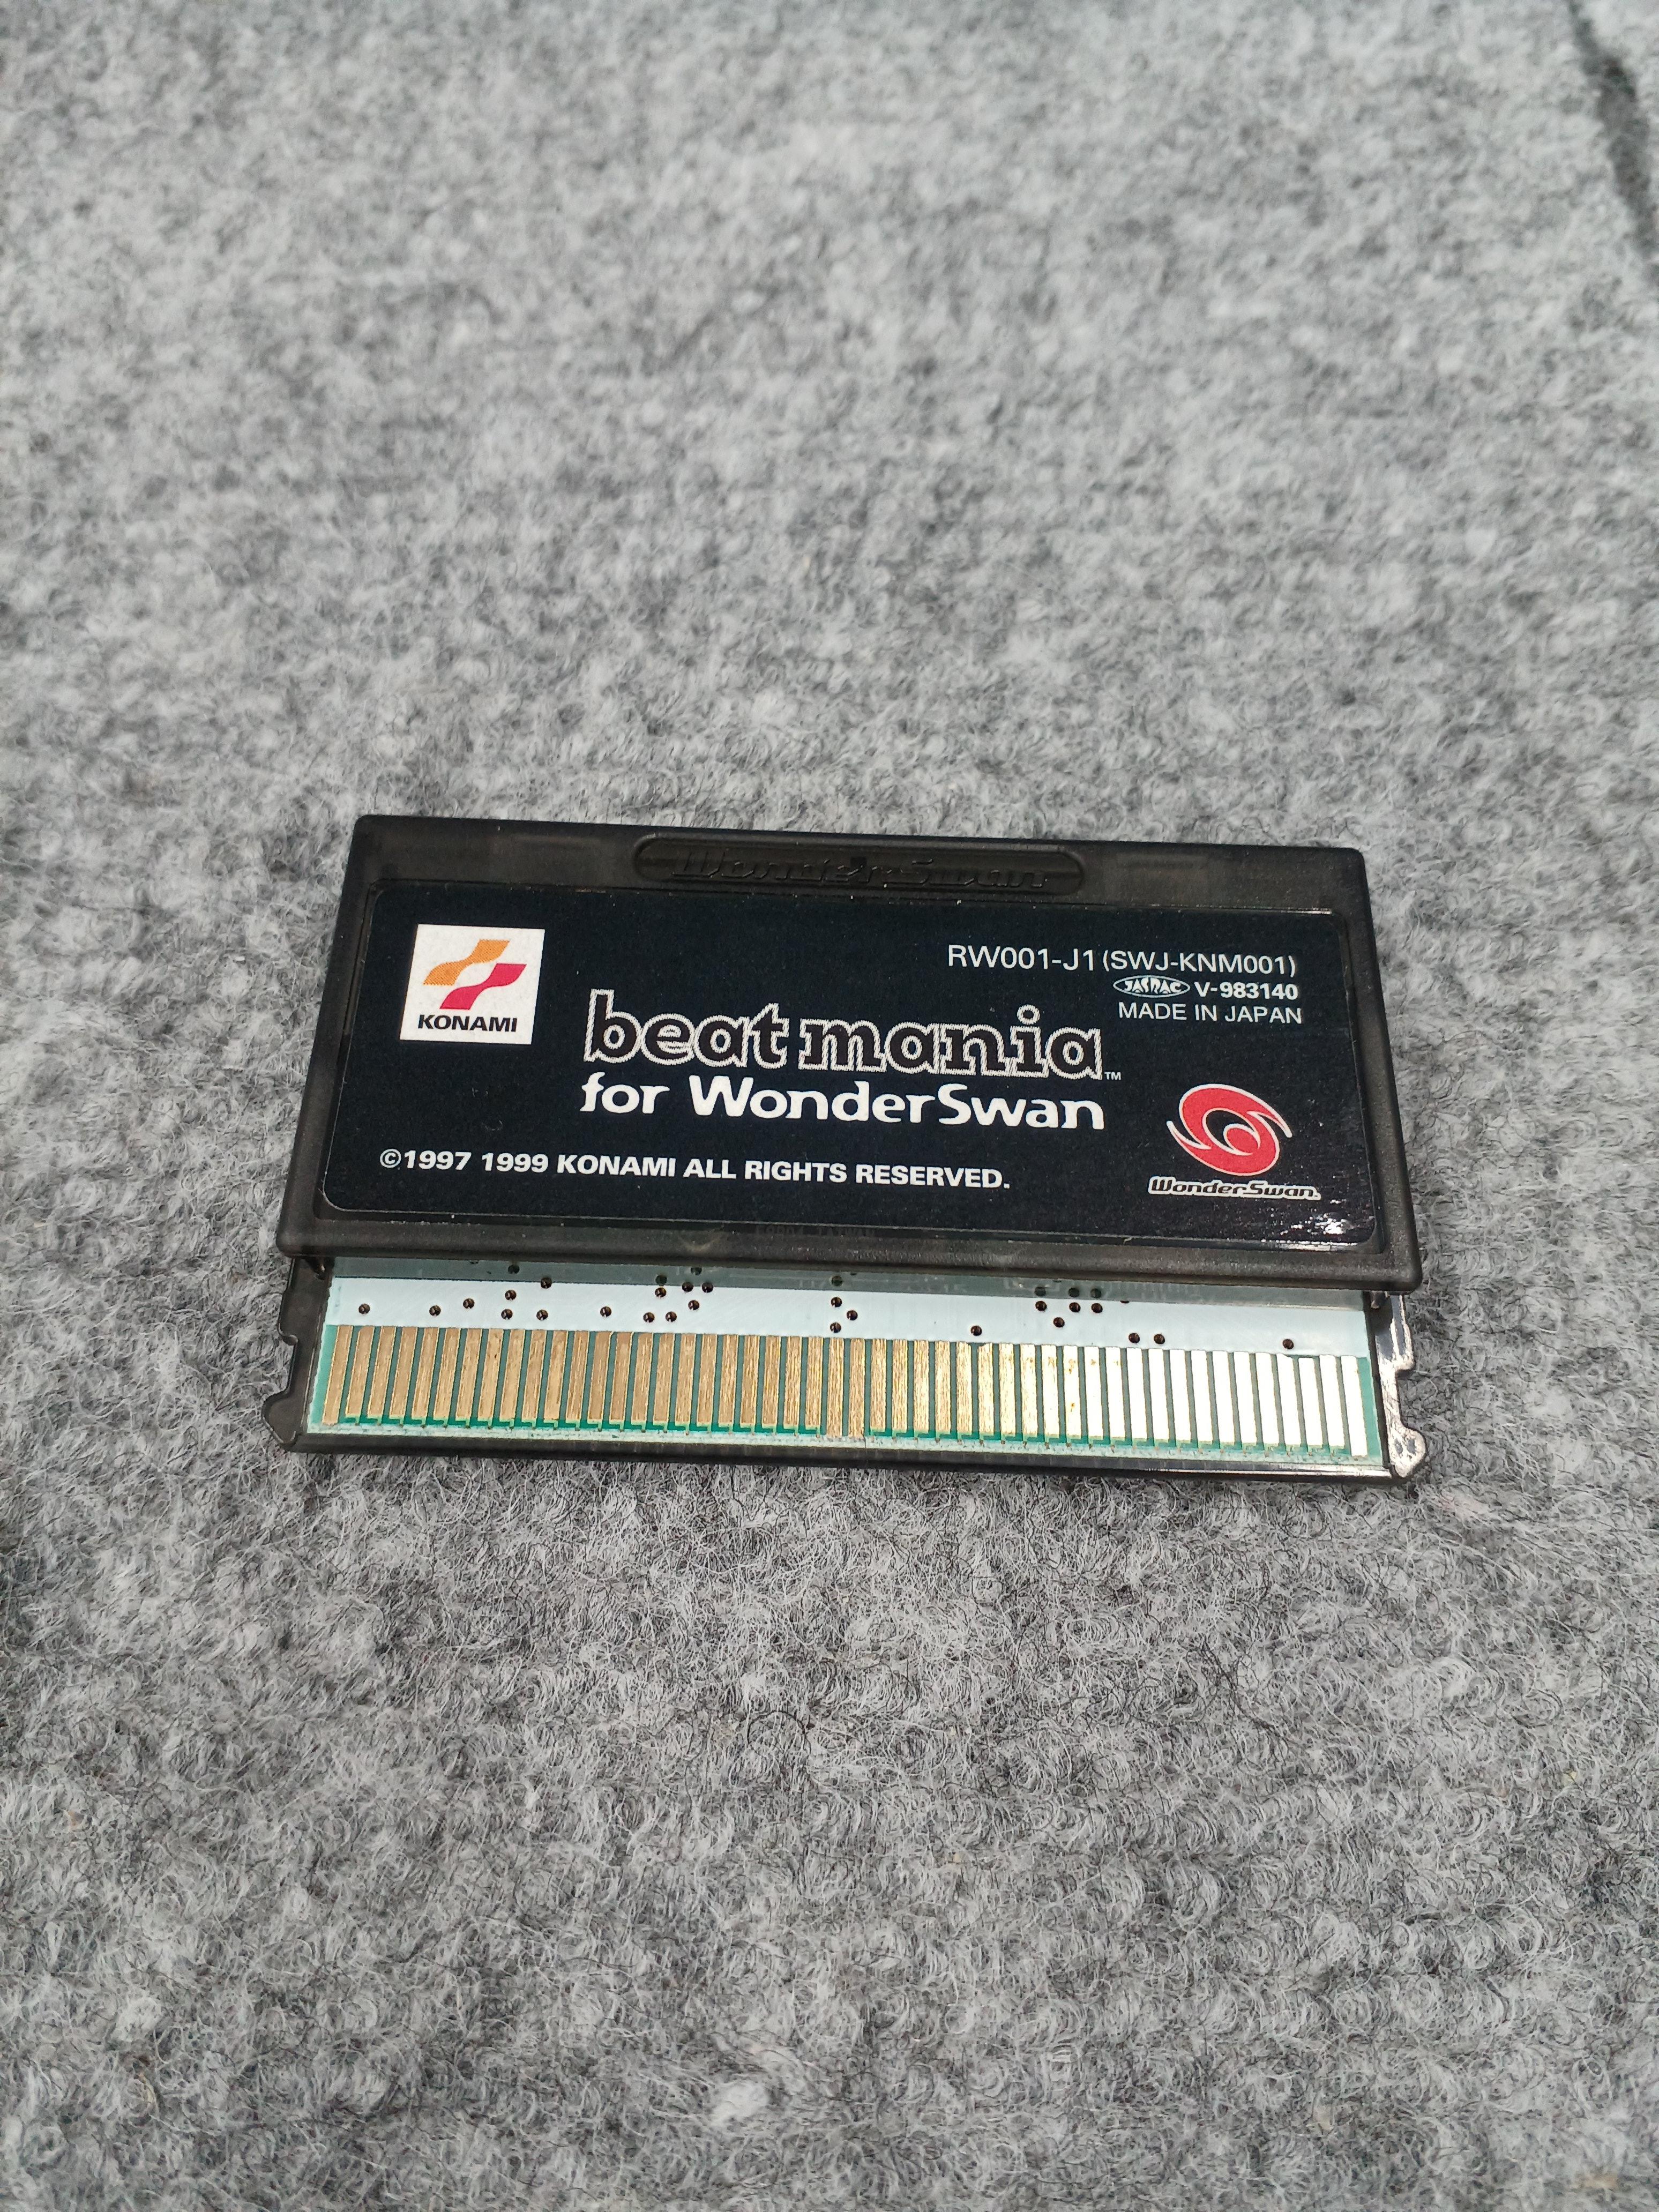 WonderSwan
KONAMI
RW001-J1 (SWJ-KNM001)
JASRAC V-983140
MADE IN JAPAN
beatmania™
for WonderSwan
©1997 1999 KONAMI ALL RIGHTS RESERVED.
WonderSwan